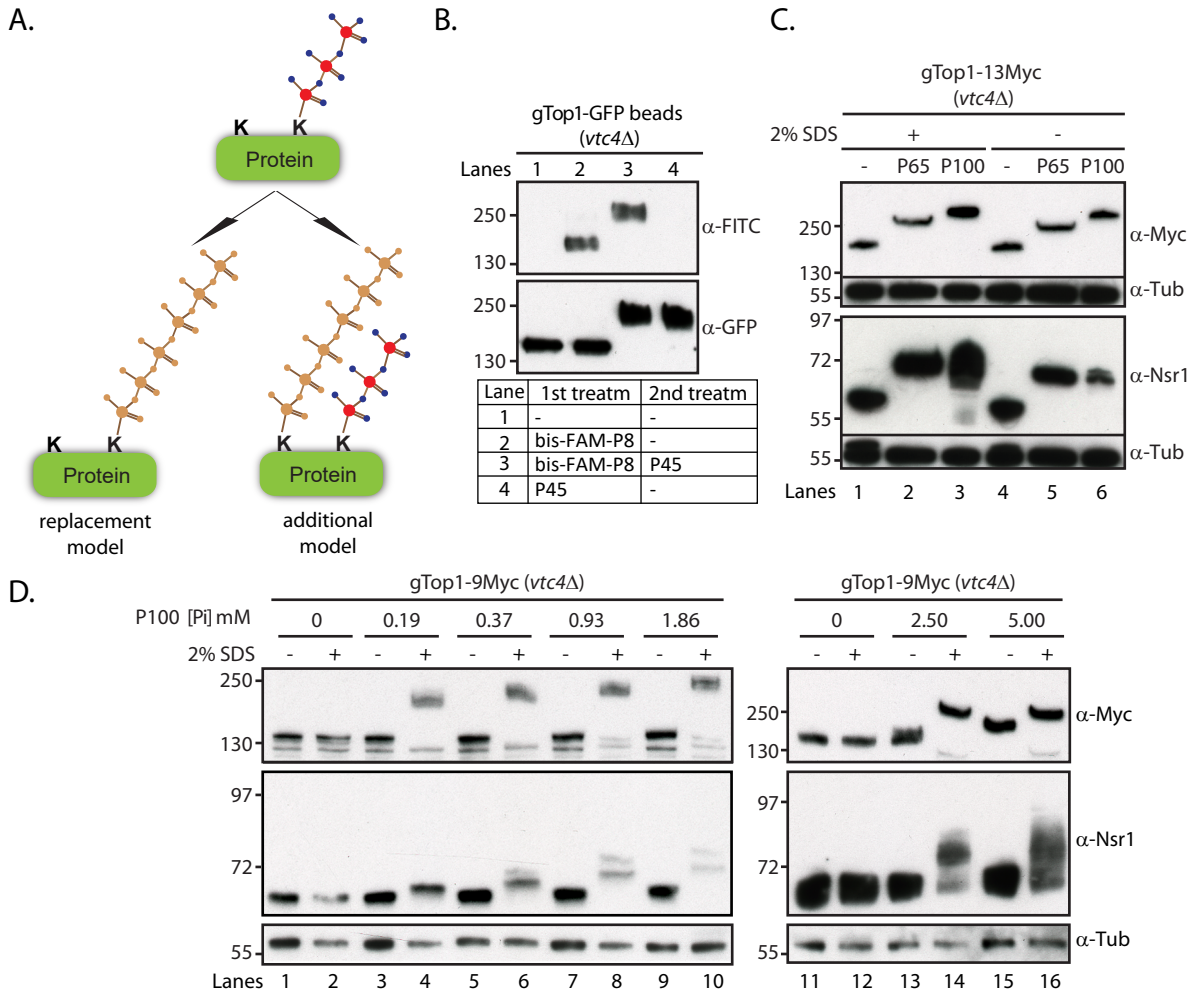 A.
K
K
Protein
K
K
Protein
K
K
Protein
replacement
model
additional
model
B.
gTop1-GFP beads
(vtc4Δ)
Lanes 1 2 3 4
250
130
α-FITC
250
130
α-GFP
Lane 1st treatm 2nd treatm
1 - -
2 bis-FAM-P8 -
3 bis-FAM-P8 P45
4 P45 -
C.
gTop1-13Myc
(vtc4Δ)
2% SDS + -
- P65 P100 - P65 P100
250
130
α-Myc
55
α-Tub
97
72
55
α-Nsr1
55
α-Tub
Lanes 1 2 3 4 5 6
D.
gTop1-9Myc (vtc4Δ)
P100 [Pi] mM 0 0.19 0.37 0.93 1.86
2% SDS - + - + - + - + - +
250
130
97
72
55
Lanes 1 2 3 4 5 6 7 8 9 10
gTop1-9Myc (vtc4Δ)
0 2.50 5.00
- + - + - +
250
130
α-Myc
97
72
α-Nsr1
55
α-Tub
11 12 13 14 15 16